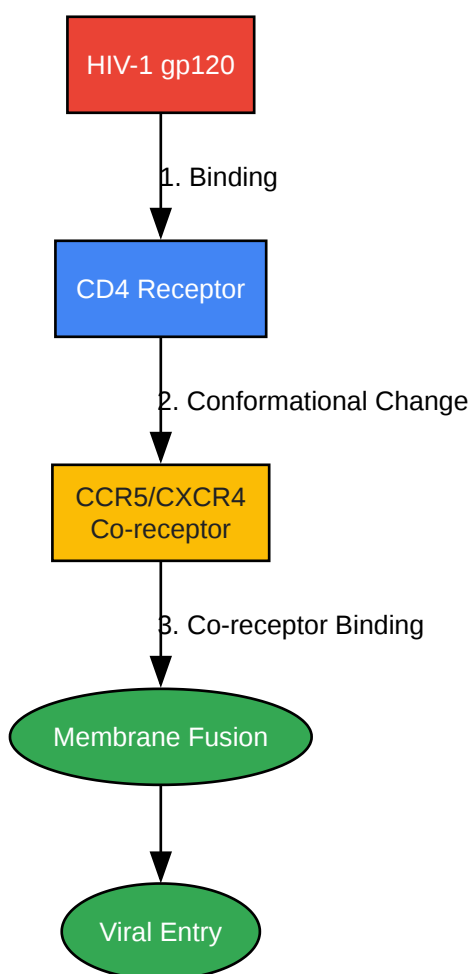 HIV-1 gp120
1. Binding
CD4 Receptor
2. Conformational Change
CCR5/CXCR4
Co-receptor
3. Co-receptor Binding
Membrane Fusion
Viral Entry